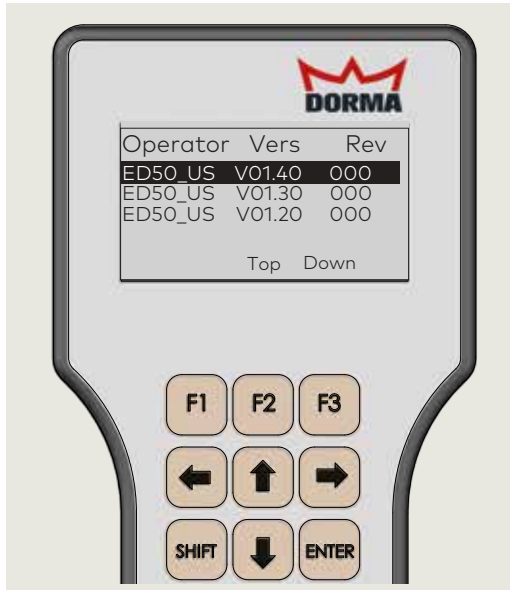 DORMA
Operator Vers Rev
ED50_US V01.40 000
ED50_US V01.30 000
ED50_US V01.20 000
Top Down
F1 F2 F3
SHIFT ENTER